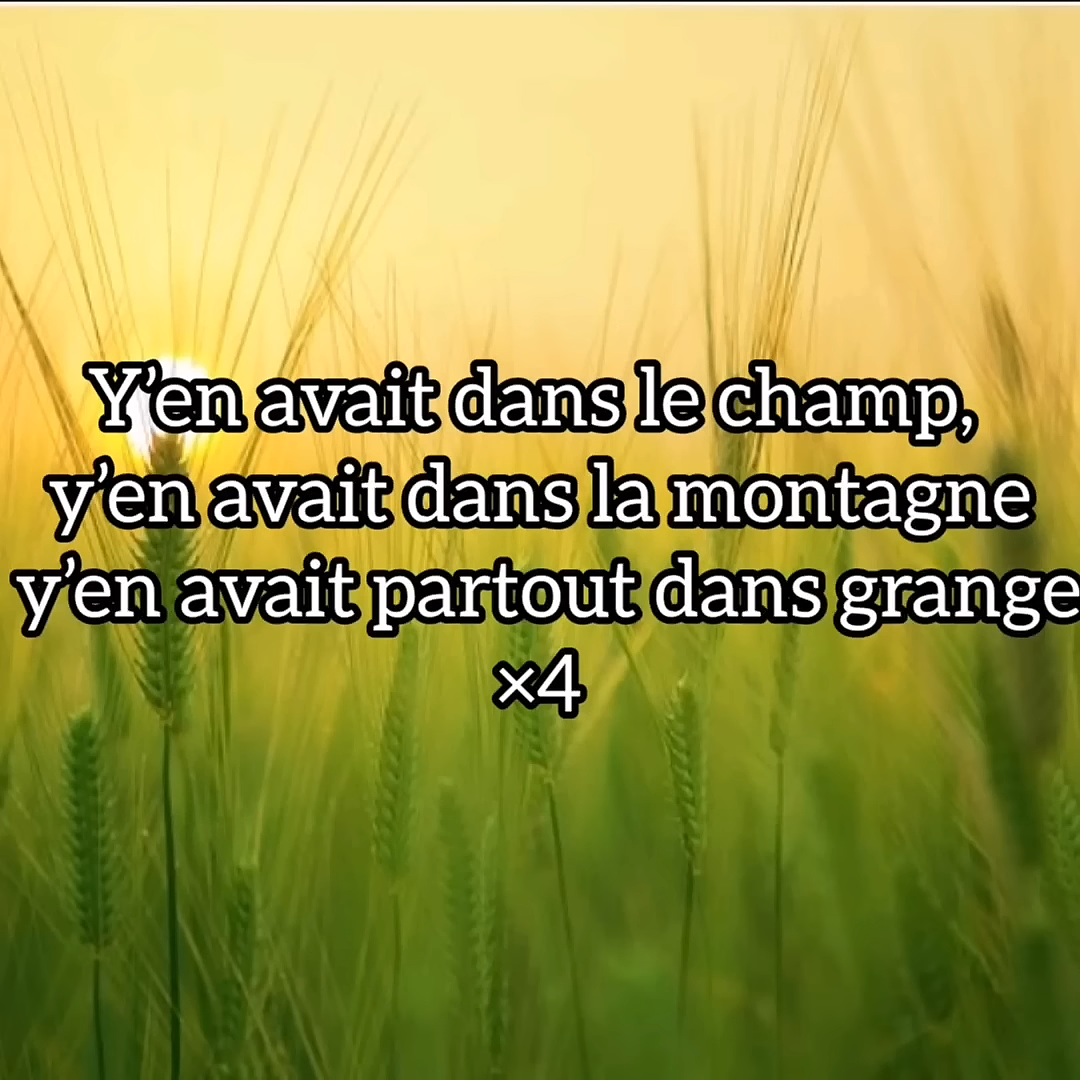 Y’en avait dans le champ,
y’en avait dans la montagne
y’en avait partout dans grange
×4